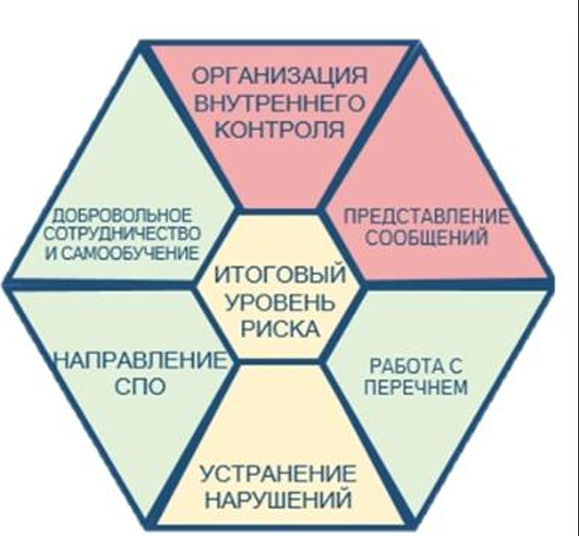 ОРГАНИЗАЦИЯ
ВНУТРЕННЕГО
КОНТРОЛЯ
ДОБРОВОЛЬНОЕ
СОТРУДНИЧЕСТВО
И САМООБУЧЕНИЕ
ПРЕДСТАВЛЕНИЕ
СООБЩЕНИЙ
ИТОГОВЫЙ
УРОВЕНЬ
РИСКА
НАПРАВЛЕНИЕ
СПО
РАБОТА С
ПЕРЕЧНЕМ
УСТРАНЕНИЕ
НАРУШЕНИЙ